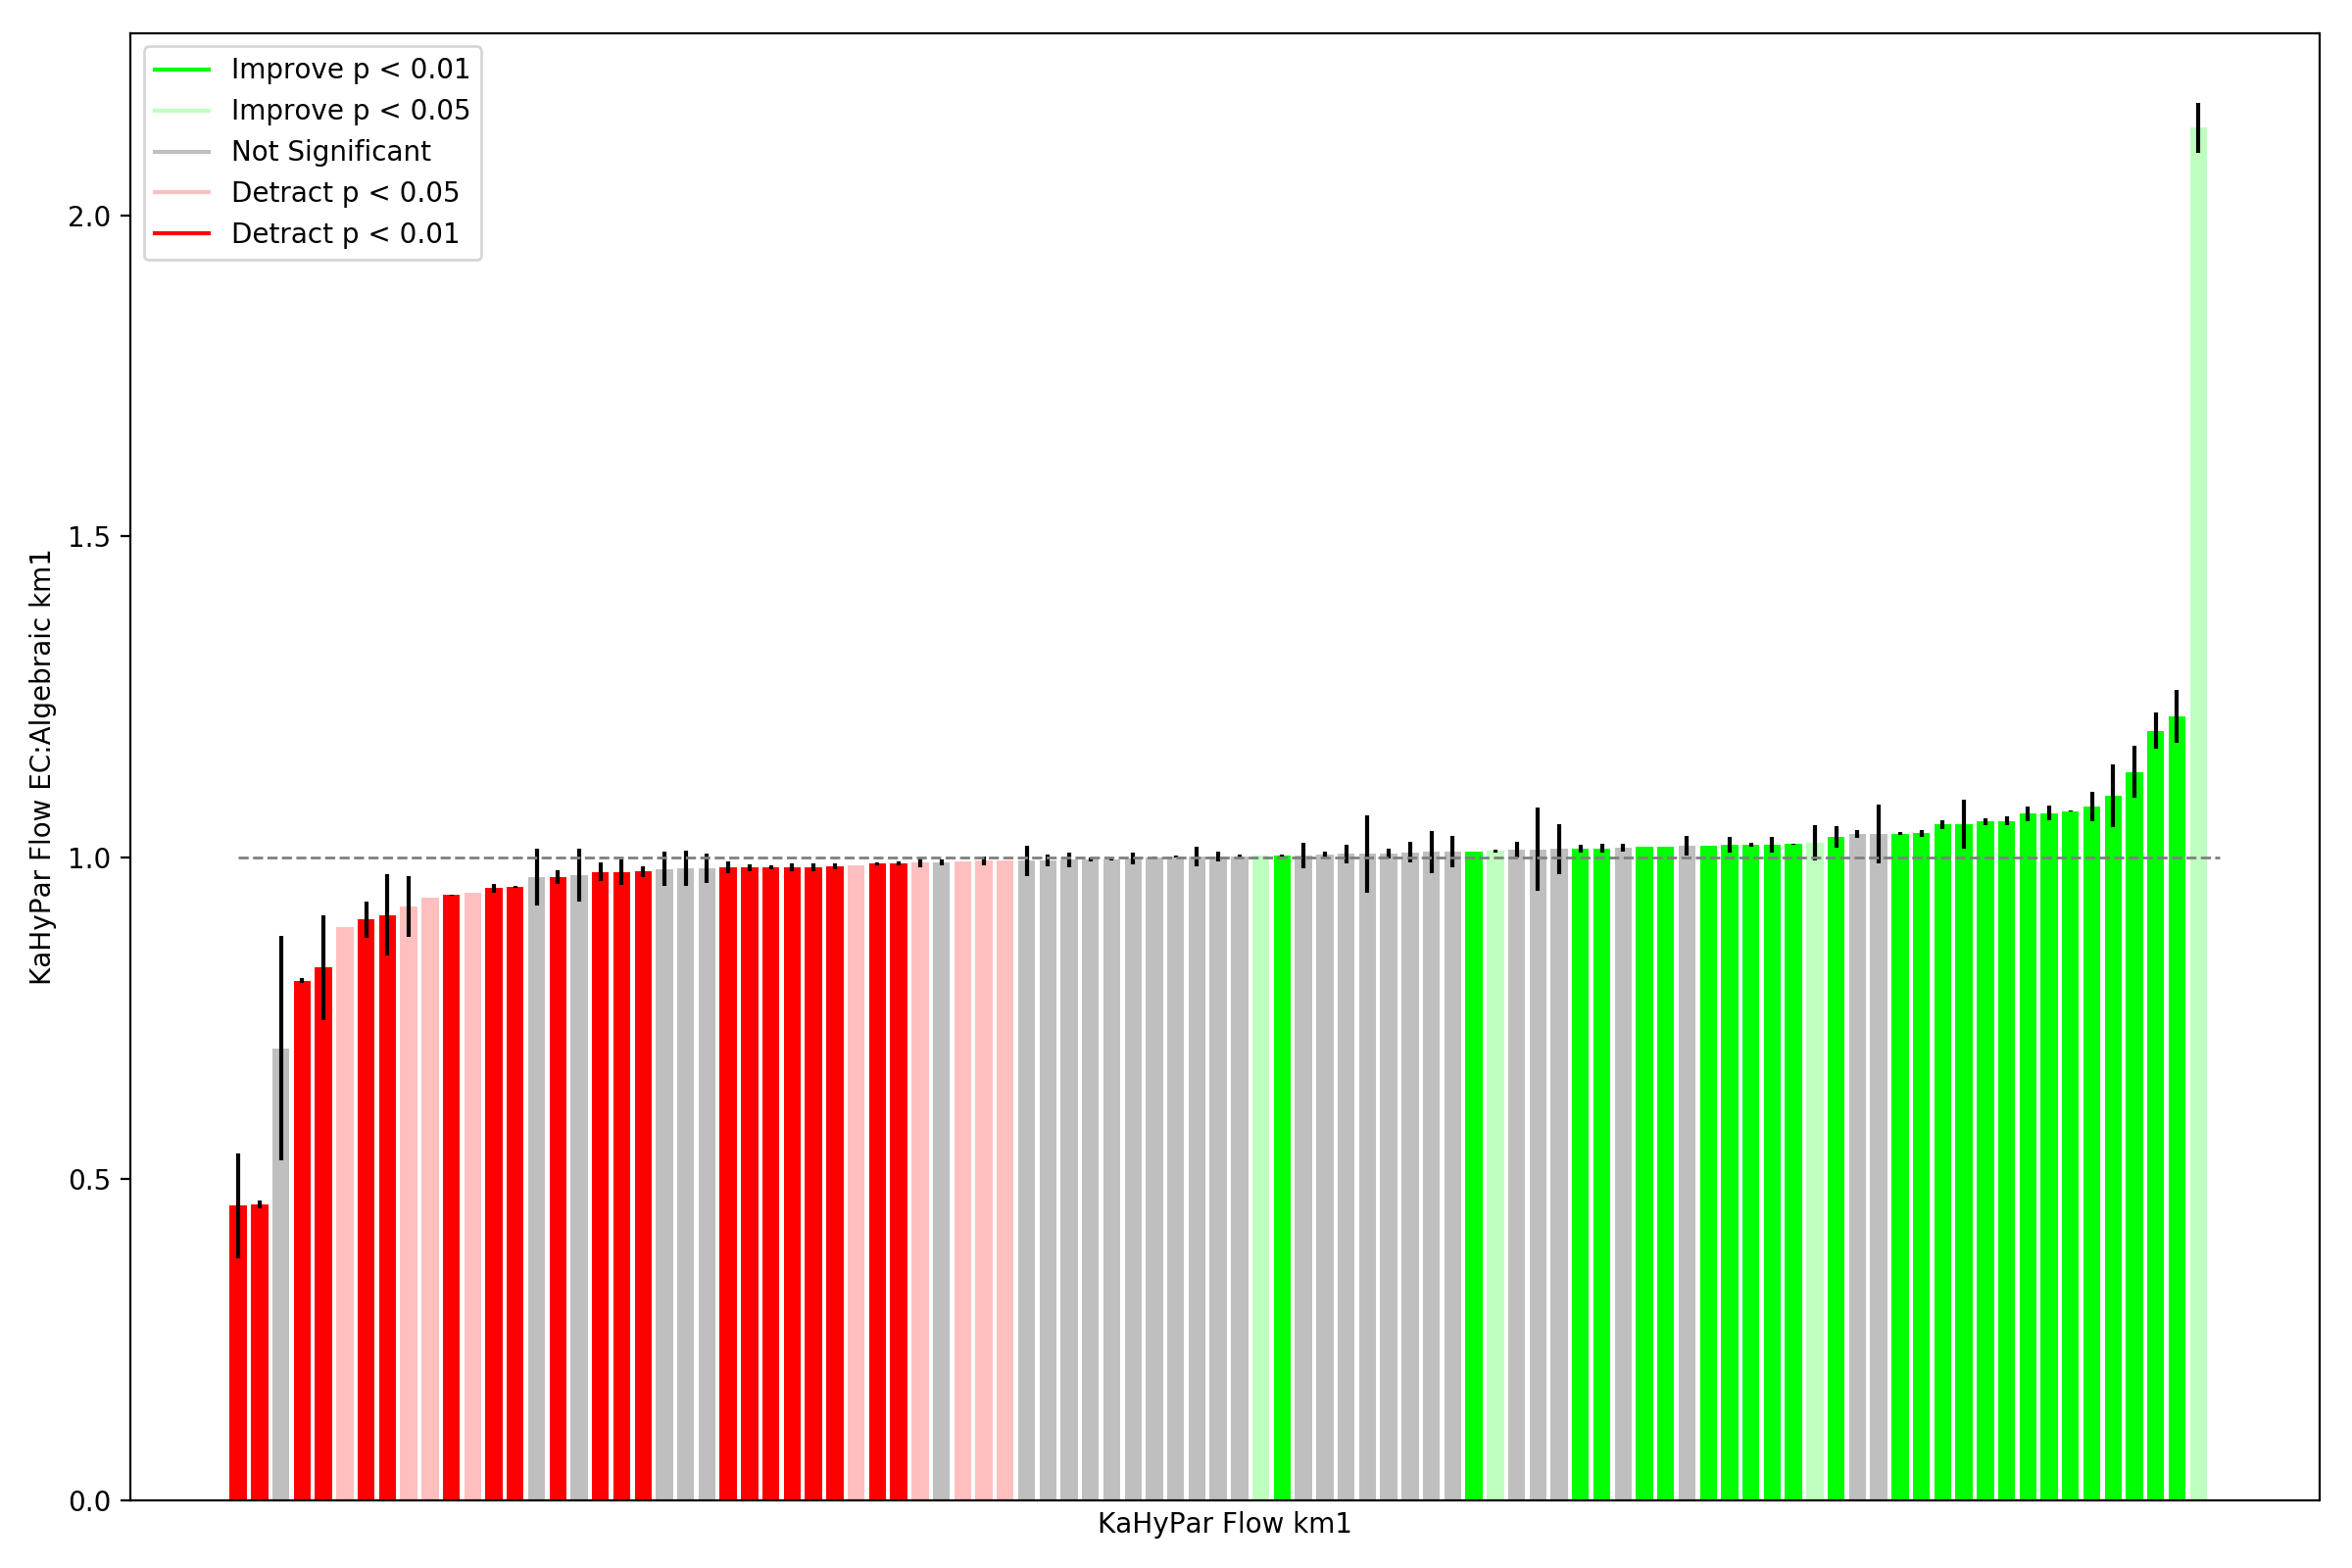 Improve p < 0.01
Improve p < 0.05
Not Significant
Detract p < 0.05
Detract p < 0.01
2.0
1.5
1.0
0.5
0.0
KaHyPar Flow EC:Algebraic km1
KaHyPar Flow km1